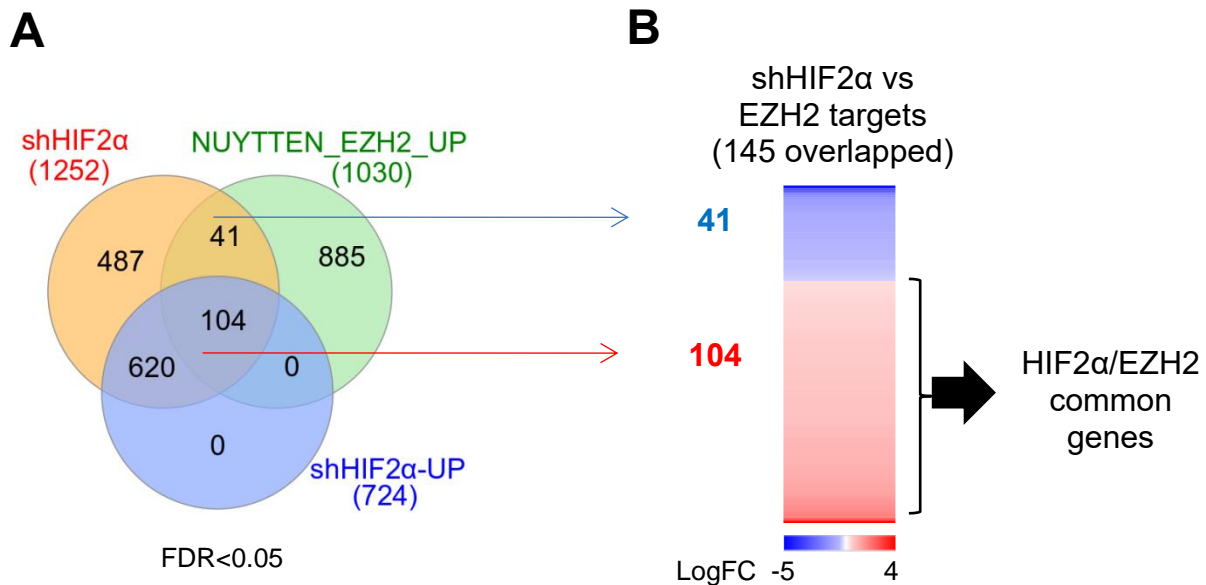 A
shHIF2α
(1252)
NUYTTEN_EZH2_UP
(1030)
487
41
885
104
620
0
0
shHIF2α-UP
(724)
FDR<0.05
B
shHIF2α vs
EZH2 targets
(145 overlapped)
41
104
HIF2α/EZH2
common
genes
LogFC -5 4